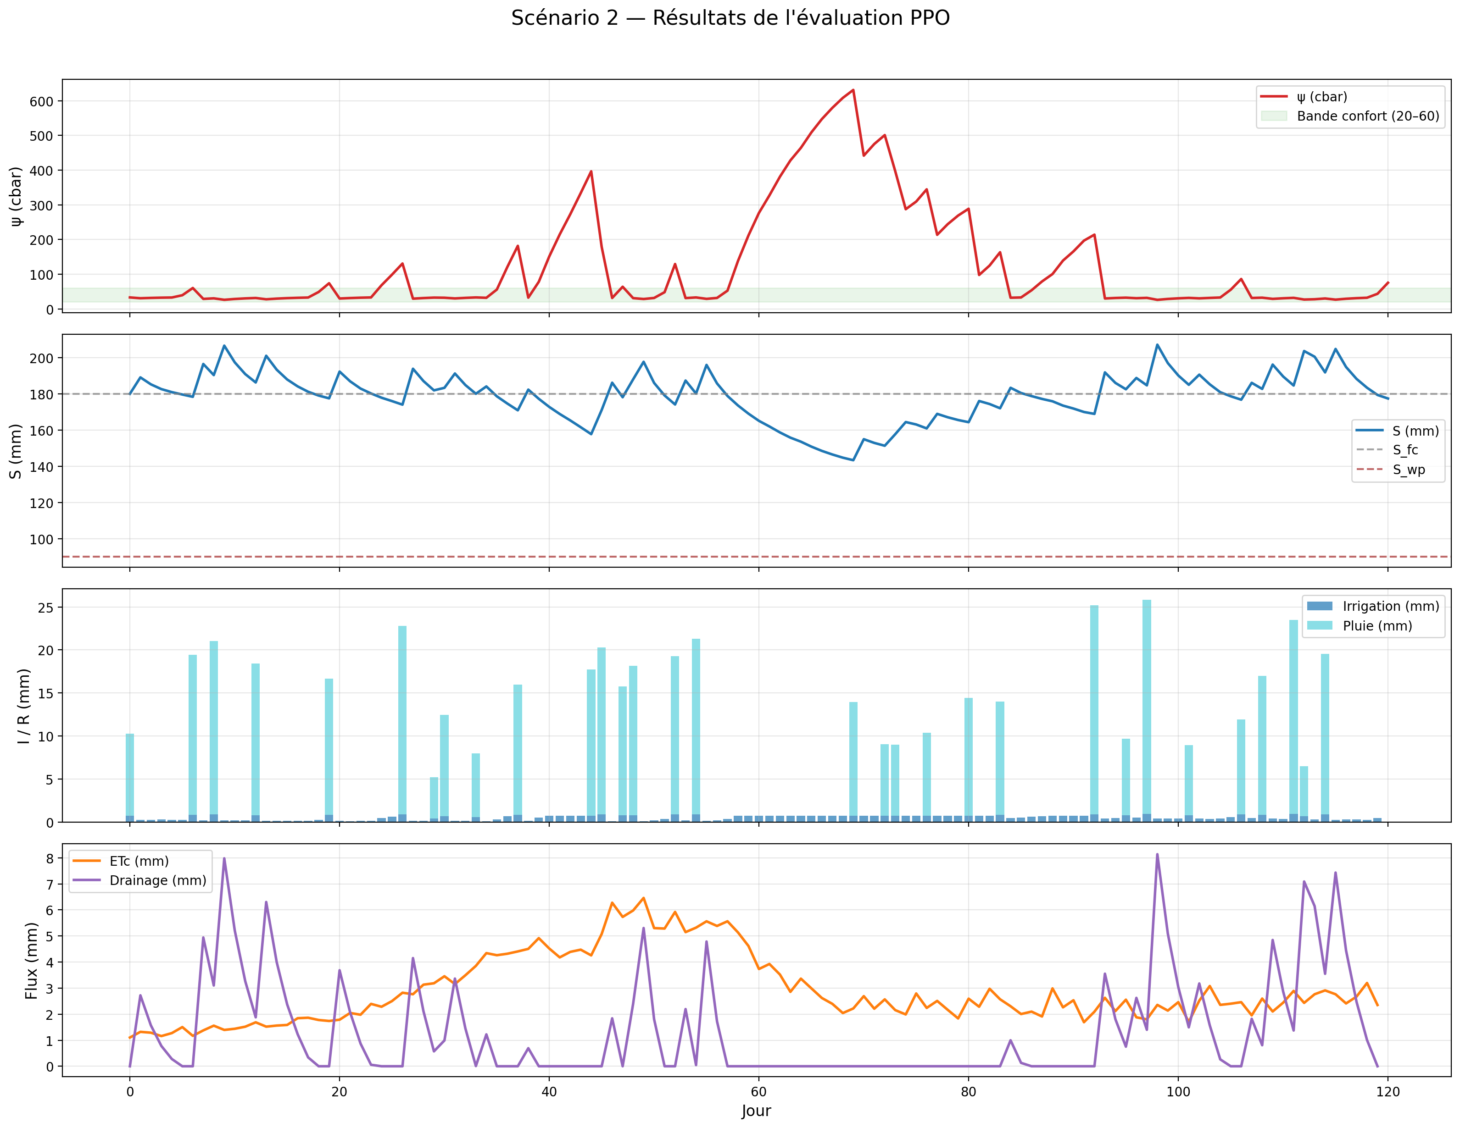 Scénario 2 — Résultats de l'évaluation PPO
600
500
400
300
200
100
0
ψ (cbar)
ψ (cbar)
Bande confort (20–60)
200
180
160
140
120
100
S (mm)
S (mm)
S_fc
S_wp
25
20
15
10
5
0
I / R (mm)
Irrigation (mm)
Pluie (mm)
8
7
6
5
4
3
2
1
0
Flux (mm)
ETc (mm)
Drainage (mm)
0 20 40 60 80 100 120
Jour